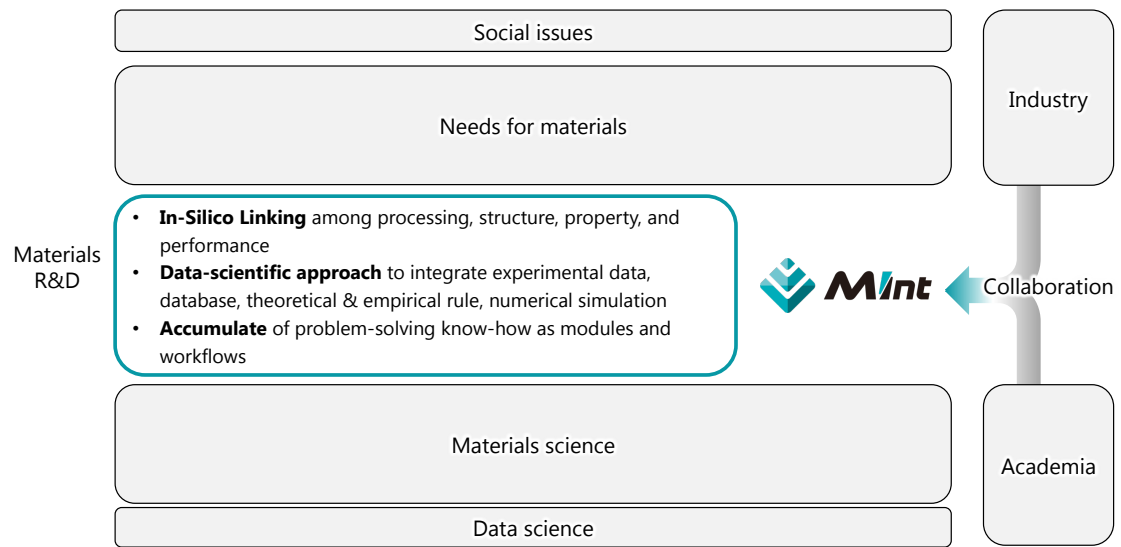 Social issues
Needs for materials
Industry
Materials
R&D
• In-Silico Linking among processing, structure, property, and
performance
• Data-scientific approach to integrate experimental data,
database, theoretical & empirical rule, numerical simulation
• Accumulate of problem-solving know-how as modules and
workflows
Mint
Collaboration
Materials science
Academia
Data science